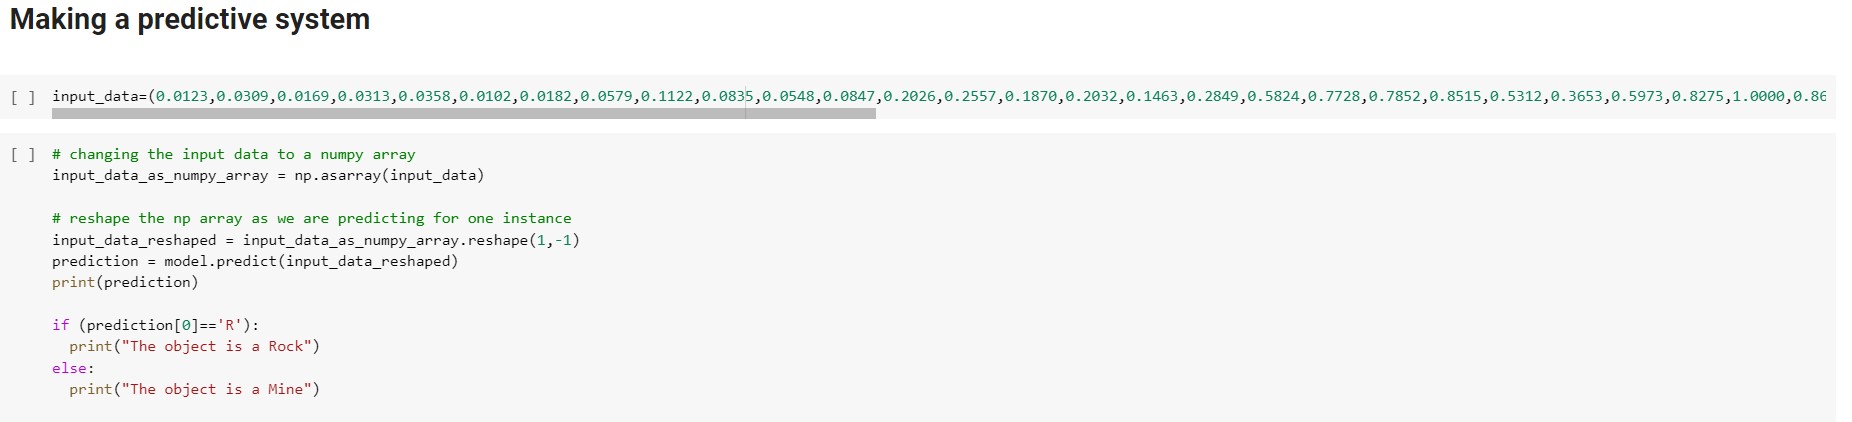 Making a predictive system
[ ] input_data=(0.0123,0.0309,0.0169,0.0313,0.0358,0.0102,0.0182,0.0579,0.1122,0.0835,0.0548,0.0847,0.2026,0.2557,0.1870,0.2032,0.1463,0.2849,0.5824,0.7728,0.7852,0.8515,0.5312,0.3653,0.5973,0.8275,1.0000,0.86
[ ] # changing the input data to a numpy array
input_data_as_numpy_array = np.asarray(input_data)
# reshape the np array as we are predicting for one instance
input_data_reshaped = input_data_as_numpy_array.reshape(1,-1)
prediction = model.predict(input_data_reshaped)
print(prediction)
if (prediction[0]=='R'):
  print("The object is a Rock")
else:
  print("The object is a Mine")